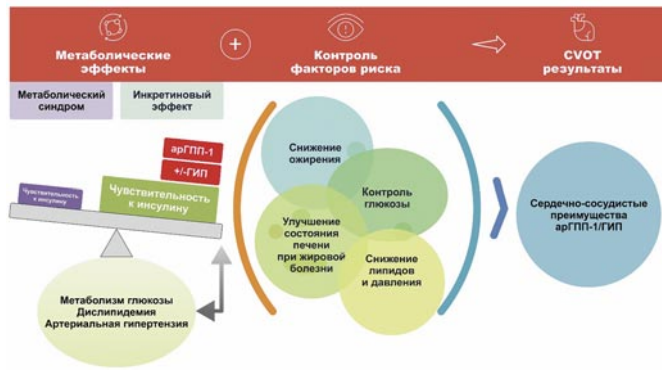 Метаболические
эффекты
Контроль
факторов риска
CVOT
результаты
Метаболический
синдром
Инкретиновый
эффект
арГПП-1
+/-ГИП
Чувствительность
к инсулину
Чувствительность
к инсулину
Метаболизм глюкозы
Дислипидемия
Артериальная гипертензия
Снижение
ожирения
Контроль
глюкозы
Улучшение
состояния
печени
при жировой
болезни
Снижение
липидов
и давления
Сердечно-сосудистые
преимущества
арГПП-1/ГИП